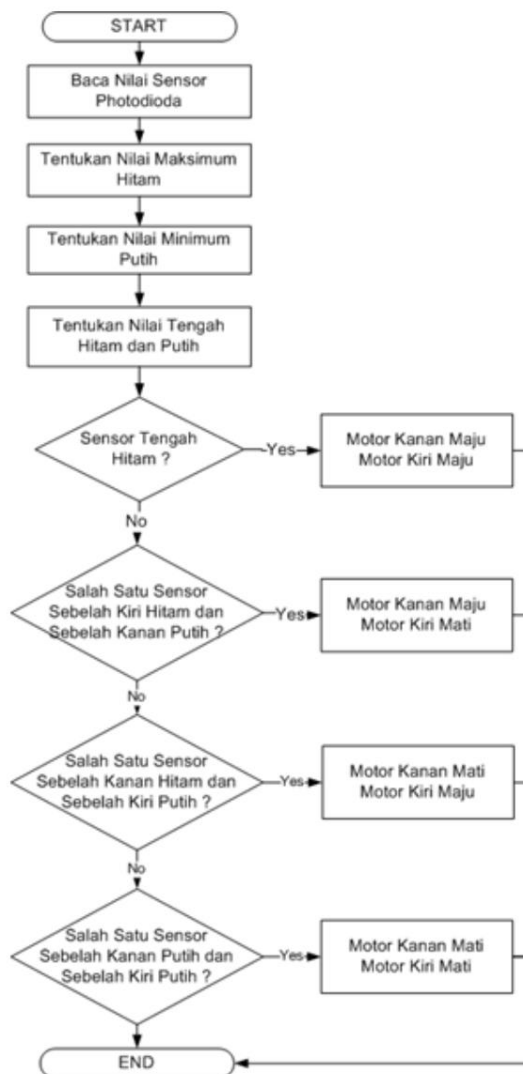 START
Baca Nilai Sensor
Photodioda
Tentukan Nilai Maksimum
Hitam
Tentukan Nilai Minimum
Putih
Tentukan Nilai Tengah
Hitam dan Putih
Sensor Tengah
Hitam ?
Yes
Motor Kanan Maju
Motor Kiri Maju
No
Salah Satu Sensor
Sebelah Kiri Hitam dan
Sebelah Kanan Putih ?
Yes
Motor Kanan Maju
Motor Kiri Mati
No
Salah Satu Sensor
Sebelah Kanan Hitam dan
Sebelah Kiri Putih ?
Yes
Motor Kanan Mati
Motor Kiri Maju
No
Salah Satu Sensor
Sebelah Kanan Putih dan
Sebelah Kiri Putih ?
Yes
Motor Kanan Mati
Motor Kiri Mati
END